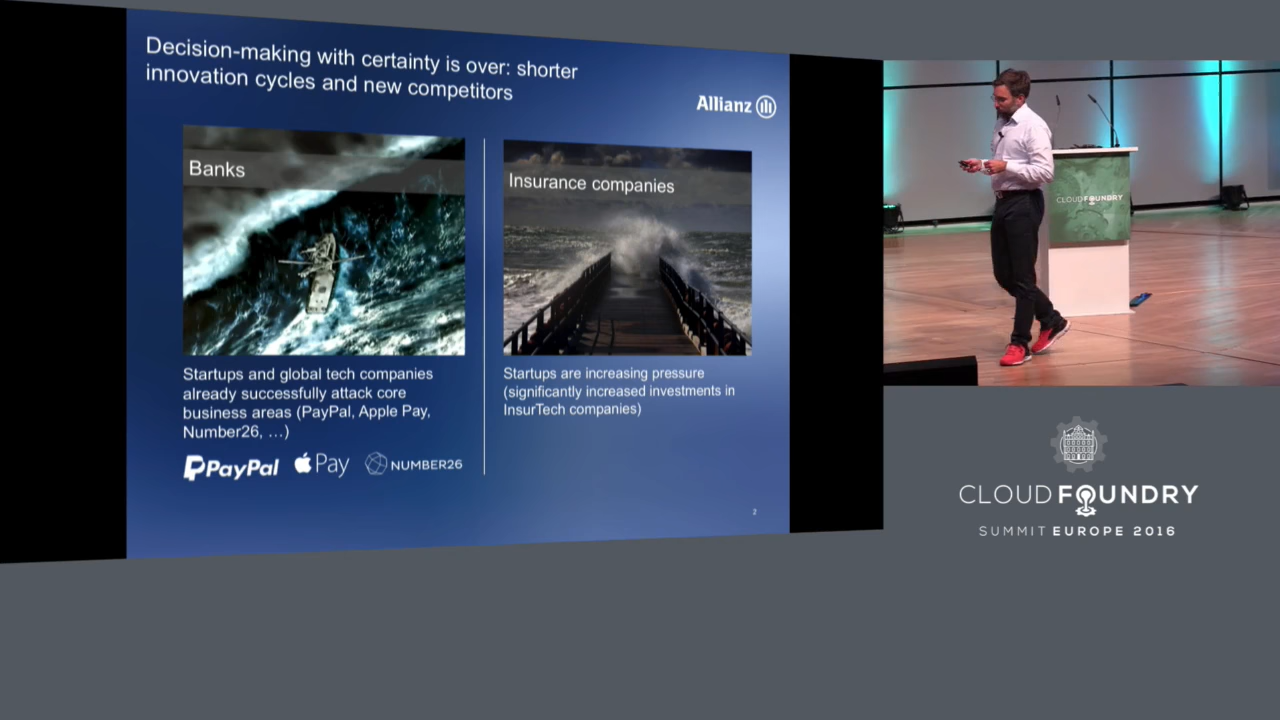 Decision-making with certainty is over: shorter
innovation cycles and new competitors
Allianz
Banks
Insurance companies
Startups and global tech companies
already successfully attack core
business areas (PayPal, Apple Pay,
Number26, …)
Startups are increasing pressure
(significantly increased investments in
InsurTech companies)
PayPal
Pay
NUMBER26
2
CLOUD FOUNDRY
CLOUD FOUNDRY
SUMMIT EUROPE 2016